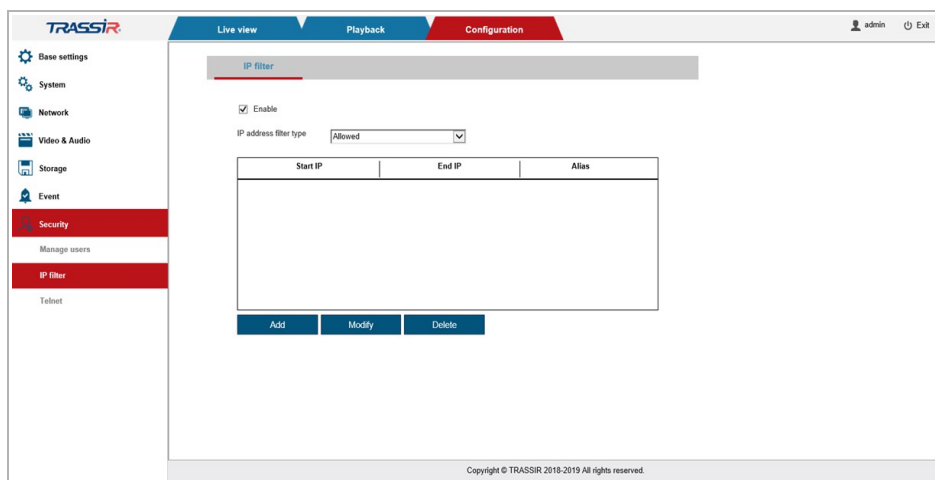 TRASSIR
Live view
Playback
Configuration
admin
Exit
Base settings
System
Network
Video & Audio
Storage
Event
Security
Manage users
IP filter
Telnet
IP filter
Enable
IP address filter type
Allowed
Start IP
End IP
Alias
Add
Modify
Delete
Copyright © TRASSIR 2018-2019 All rights reserved.